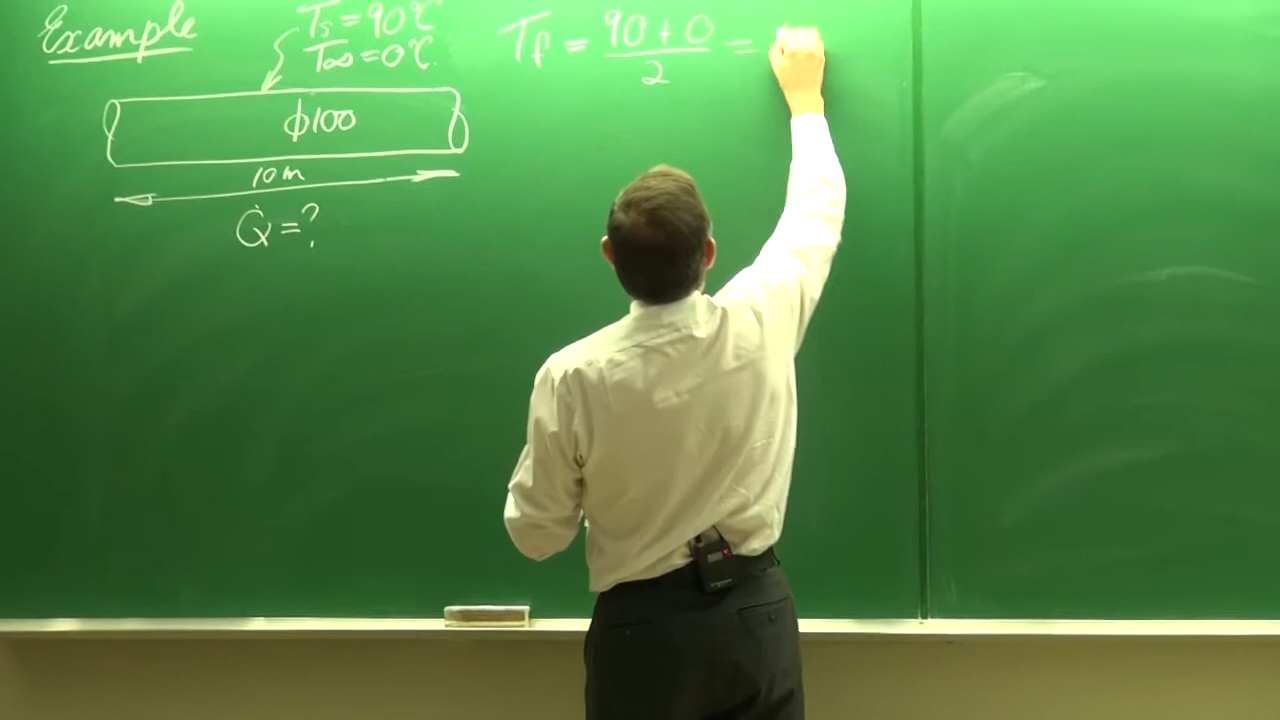 Example
Ts = 90°C
T∞ = 0°C.
ϕ100
10m
Q̇ = ?
Tf = (90 + 0)/2 =